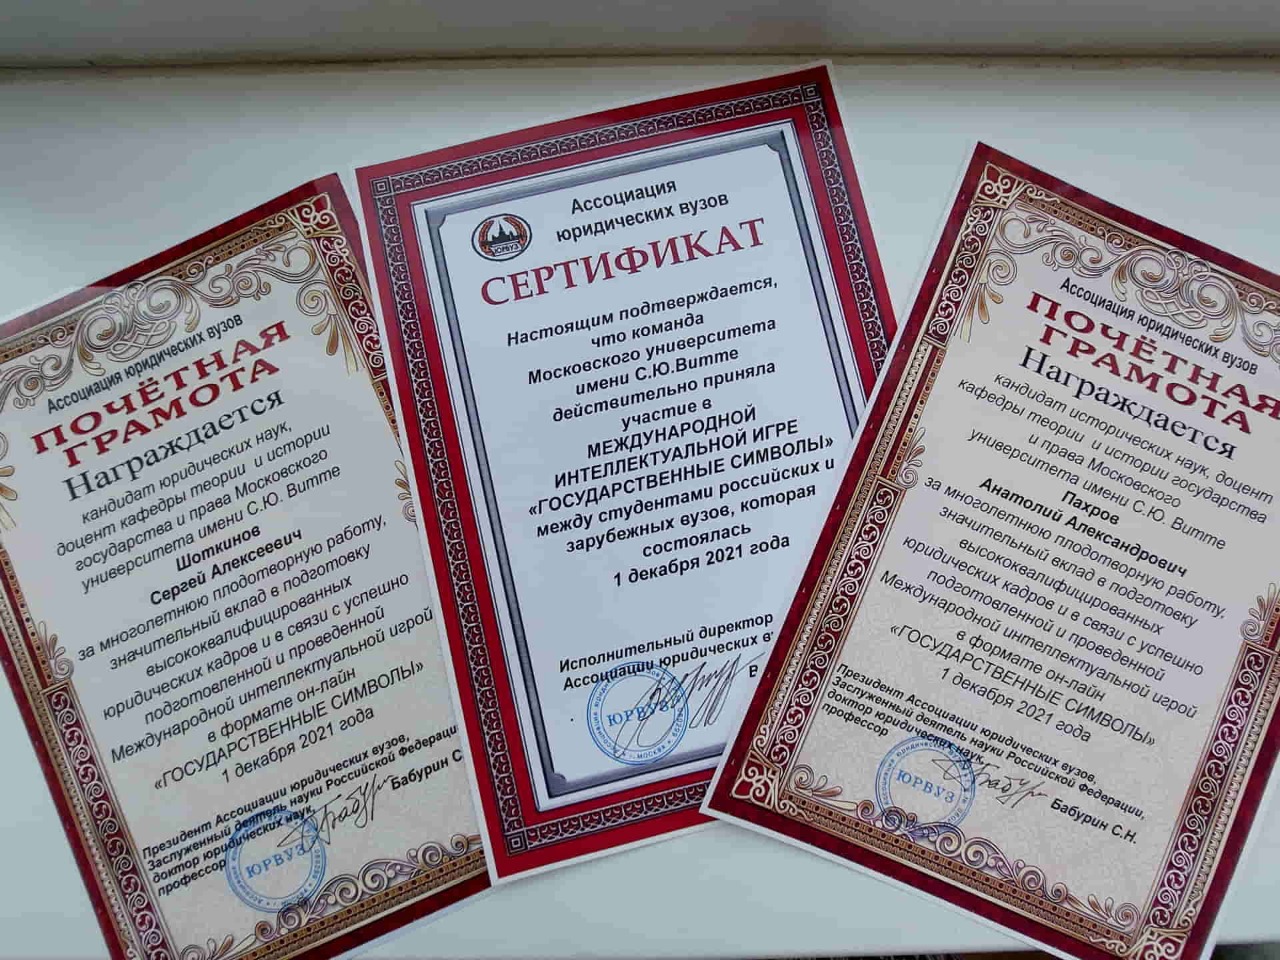 Ассоциация юридических вузов
ПОЧЁТНАЯ
ГРАМОТА
Награждается
кандидат юридических наук,
доцент кафедры теории и истории
государства и права Московского
университета имени С.Ю. Витте
Шоткинов
Сергей Алексеевич
за многолетнюю плодотворную работу,
значительный вклад в подготовку
высококвалифицированных
юридических кадров и в связи с успешно
подготовленной и проведенной
Международной интеллектуальной игрой
в формате он-лайн
«ГОСУДАРСТВЕННЫЕ СИМВОЛЫ»
1 декабря 2021 года
Президент Ассоциации юридических вузов,
Заслуженный деятель науки Российской Федераци
доктор юридических наук,
профессор
Бабурин С
ЮРВУЗ
Ассоциация
юридических вузов
ЮРВУЗ
СЕРТИФИКАТ
Настоящим подтверждается,
что команда
Московского университета
имени С.Ю.Витте
действительно приняла
участие в
МЕЖДУНАРОДНОЙ
ИНТЕЛЛЕКТУАЛЬНОЙ ИГРЕ
«ГОСУДАРСТВЕННЫЕ СИМВОЛЫ»
между студентами российских и
зарубежных вузов, которая
состоялась
1 декабря 2021 года
Исполнительный директор
Ассоциации юридических в
В
ЮРВУЗ
Ассоциация юридических вузов
ПОЧЁТНАЯ
ГРАМОТА
Награждается
кандидат исторических наук, доцент
кафедры теории и истории государства
и права Московского
университета имени С.Ю. Витте
Пахров
Анатолий Александрович
за многолетнюю плодотворную работу,
значительный вклад в подготовку
высококвалифицированных
юридических кадров и в связи с успешно
подготовленной и проведенной
Международной интеллектуальной игрой
в формате он-лайн
«ГОСУДАРСТВЕННЫЕ СИМВОЛЫ»
1 декабря 2021 года
Президент Ассоциации юридических вузов,
Заслуженный деятель науки Российской Федерации,
доктор юридических наук,
профессор
Бабурин С.Н.
ЮРВУЗ